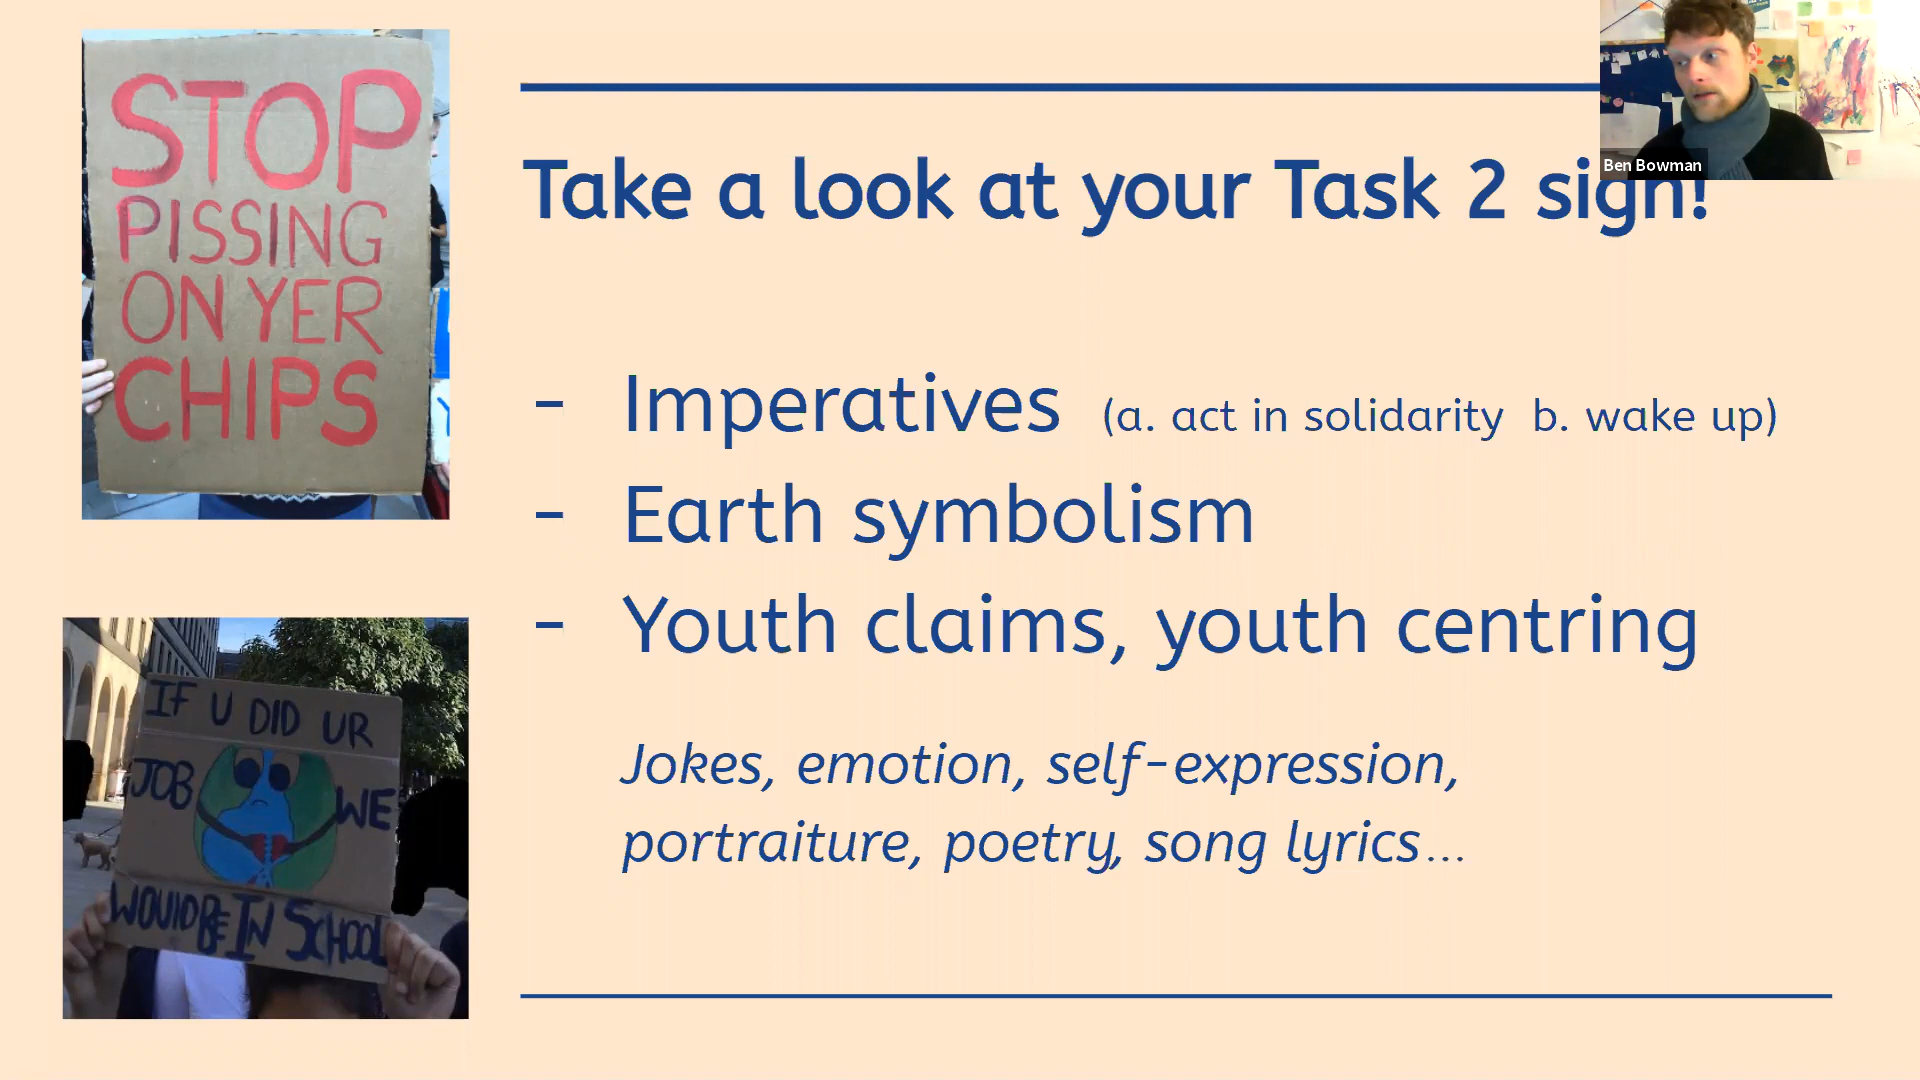 STOP
PISSING
ON YER
CHIPS
IF U DID UR
JOB WE
WOULD BE IN SCHOOL
Ben Bowman
Take a look at your Task 2 sign!
- Imperatives (a. act in solidarity b. wake up)
- Earth symbolism
- Youth claims, youth centring
Jokes, emotion, self-expression,
portraiture, poetry, song lyrics...